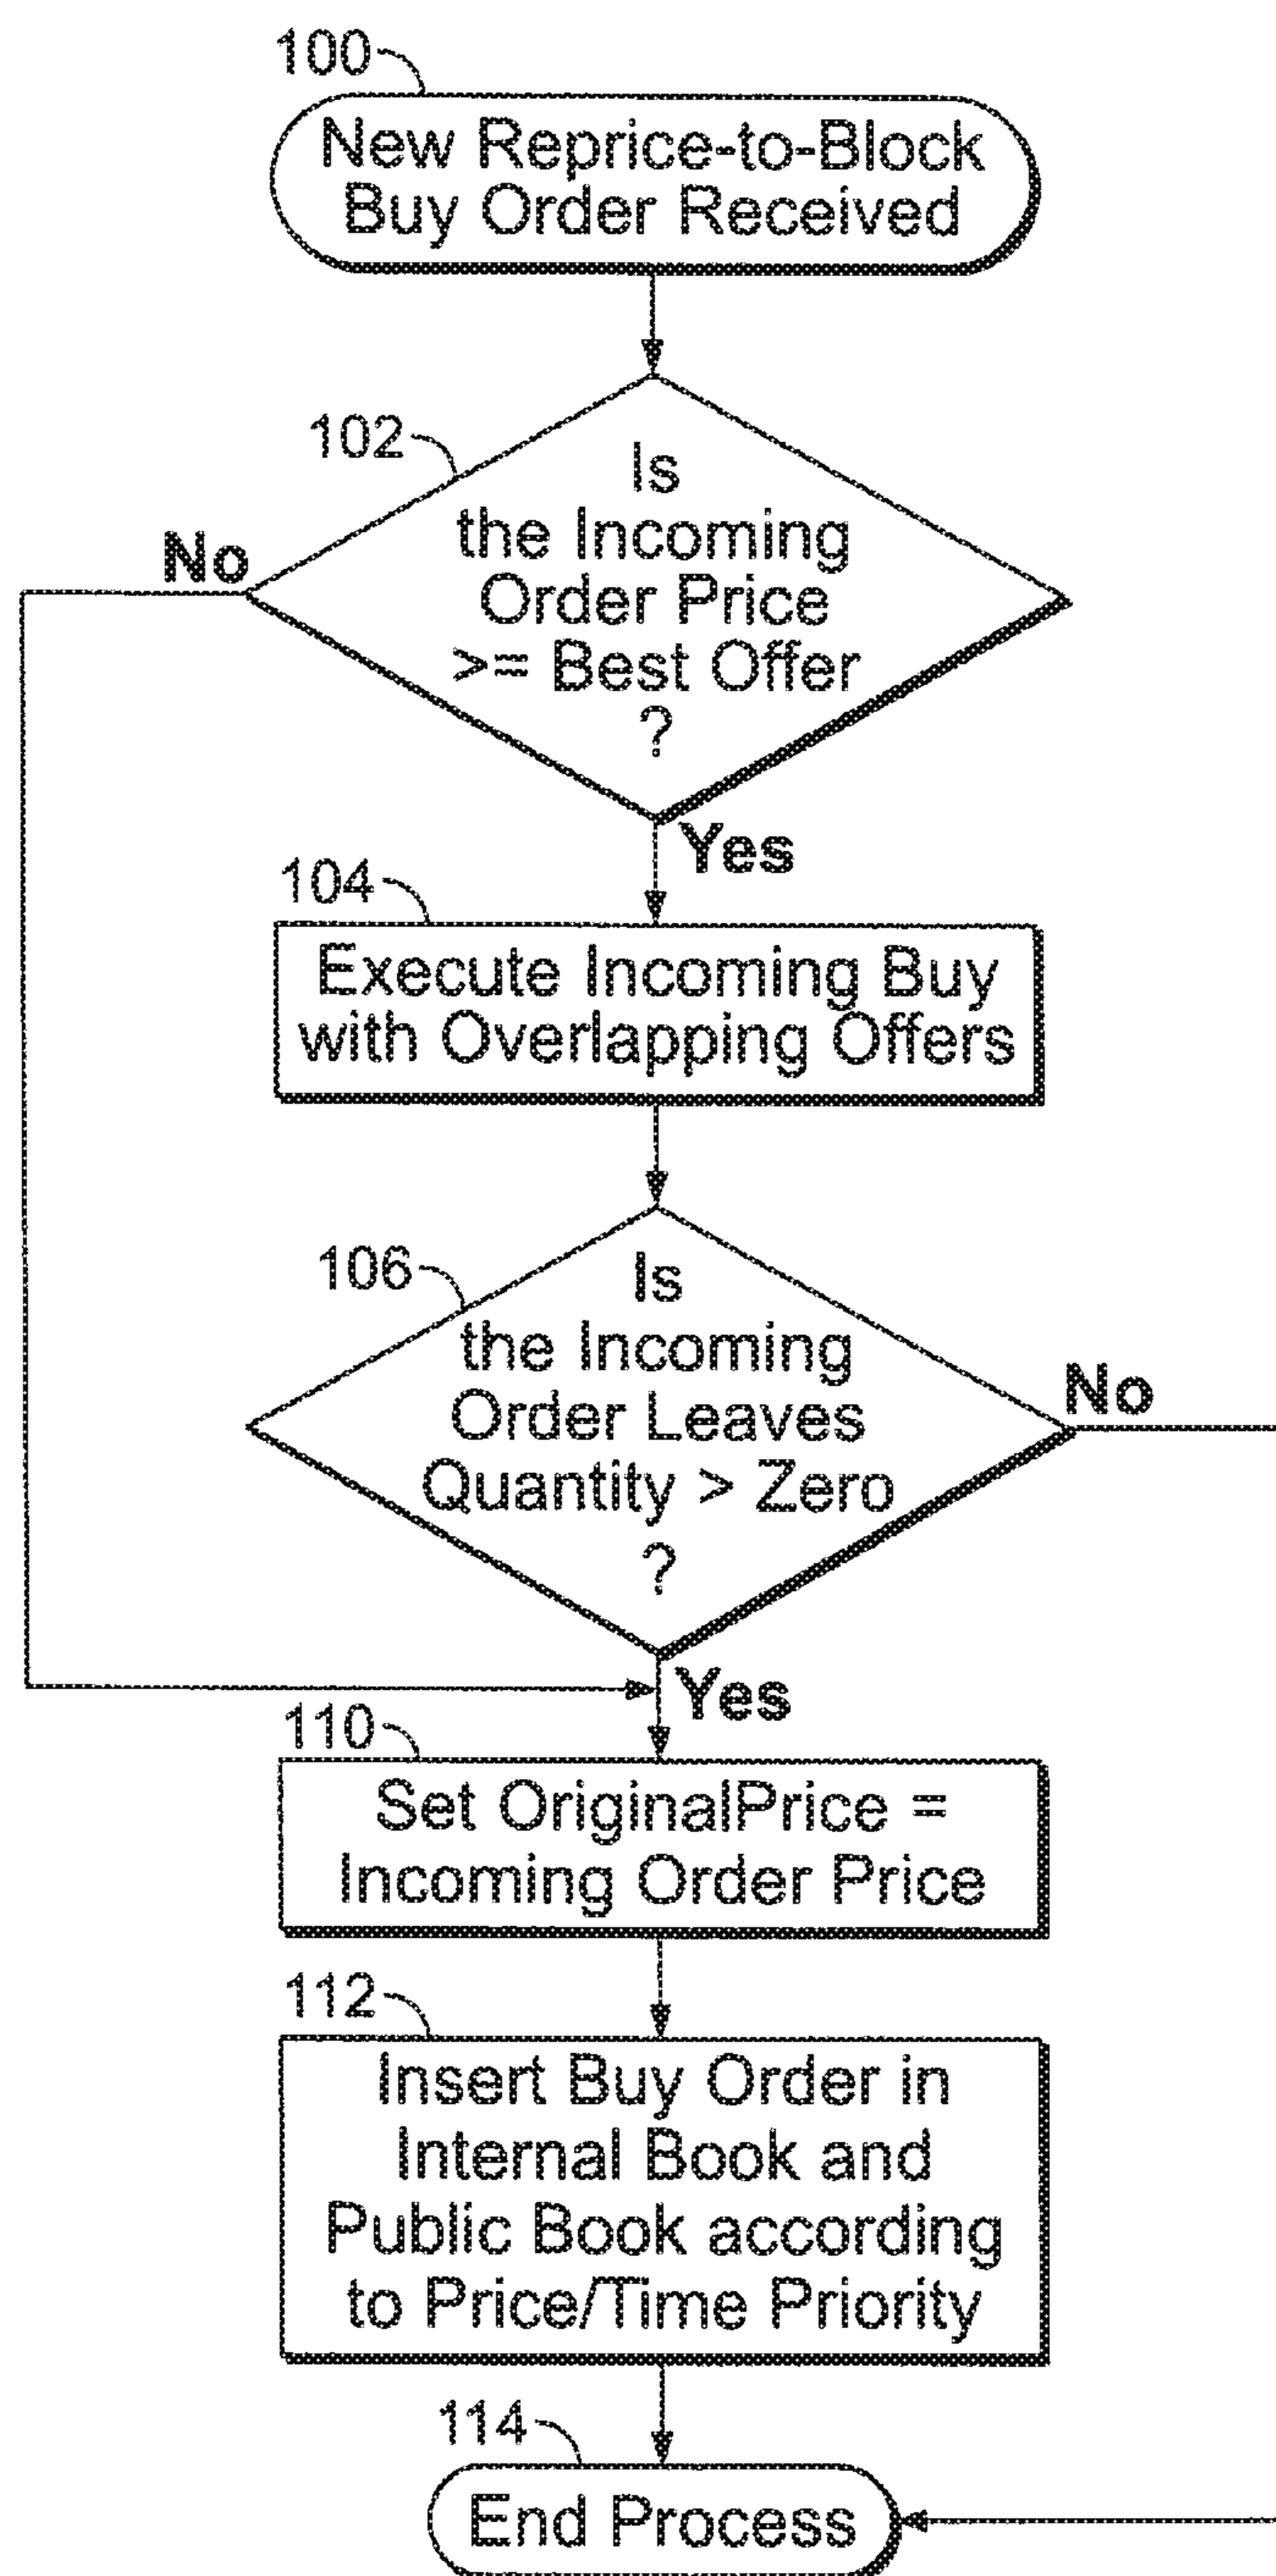 100
New Reprice-to-Block
Buy Order Received
102
Is
the Incoming
Order Price
>= Best Offer
?
No
Yes
104
Execute Incoming Buy
with Overlapping Offers
106
Is
the Incoming
Order Leaves
Quantity > Zero
?
No
Yes
110
Set OriginalPrice =
Incoming Order Price
112
Insert Buy Order in
Internal Book and
Public Book according
to Price/Time Priority
114
End Process